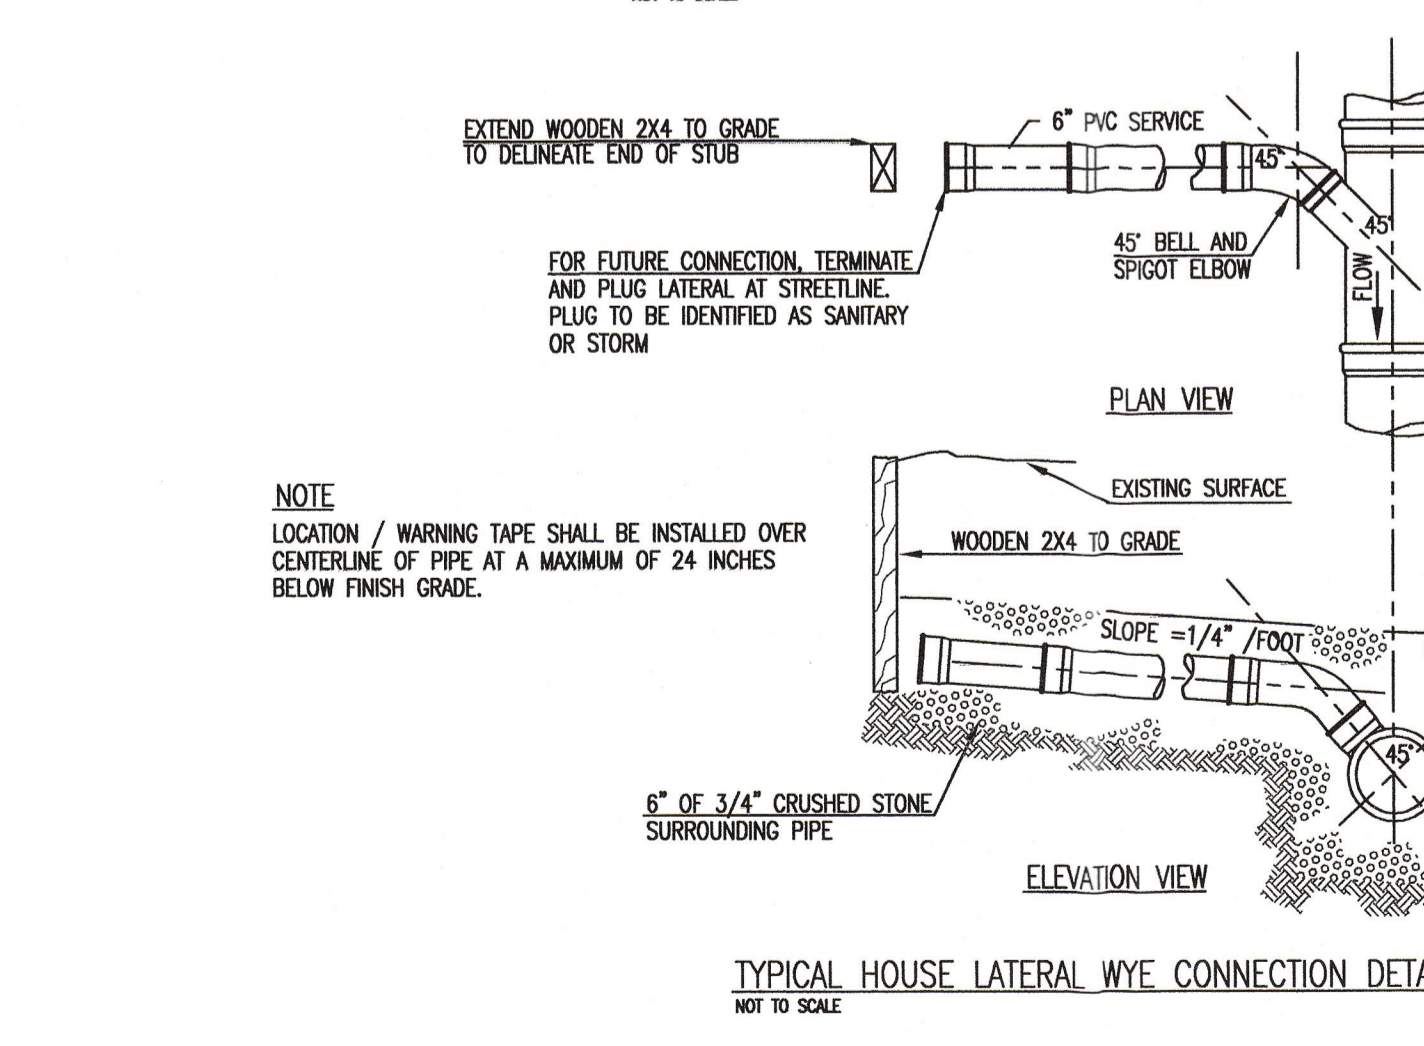 EXTEND WOODEN 2X4 TO GRADE
TO DELINEATE END OF STUB
6" PVC SERVICE
45°
45°
45° BELL AND
SPIGOT ELBOW
FLOW
FOR FUTURE CONNECTION, TERMINATE
AND PLUG LATERAL AT STREETLINE.
PLUG TO BE IDENTIFIED AS SANITARY
OR STORM
PLAN VIEW
EXISTING SURFACE
NOTE
LOCATION / WARNING TAPE SHALL BE INSTALLED OVER
CENTERLINE OF PIPE AT A MAXIMUM OF 24 INCHES
BELOW FINISH GRADE.
WOODEN 2X4 TO GRADE
SLOPE =1/4" /FOOT
45°
6" OF 3/4" CRUSHED STONE
SURROUNDING PIPE
ELEVATION VIEW
TYPICAL HOUSE LATERAL WYE CONNECTION DETA
NOT TO SCALE